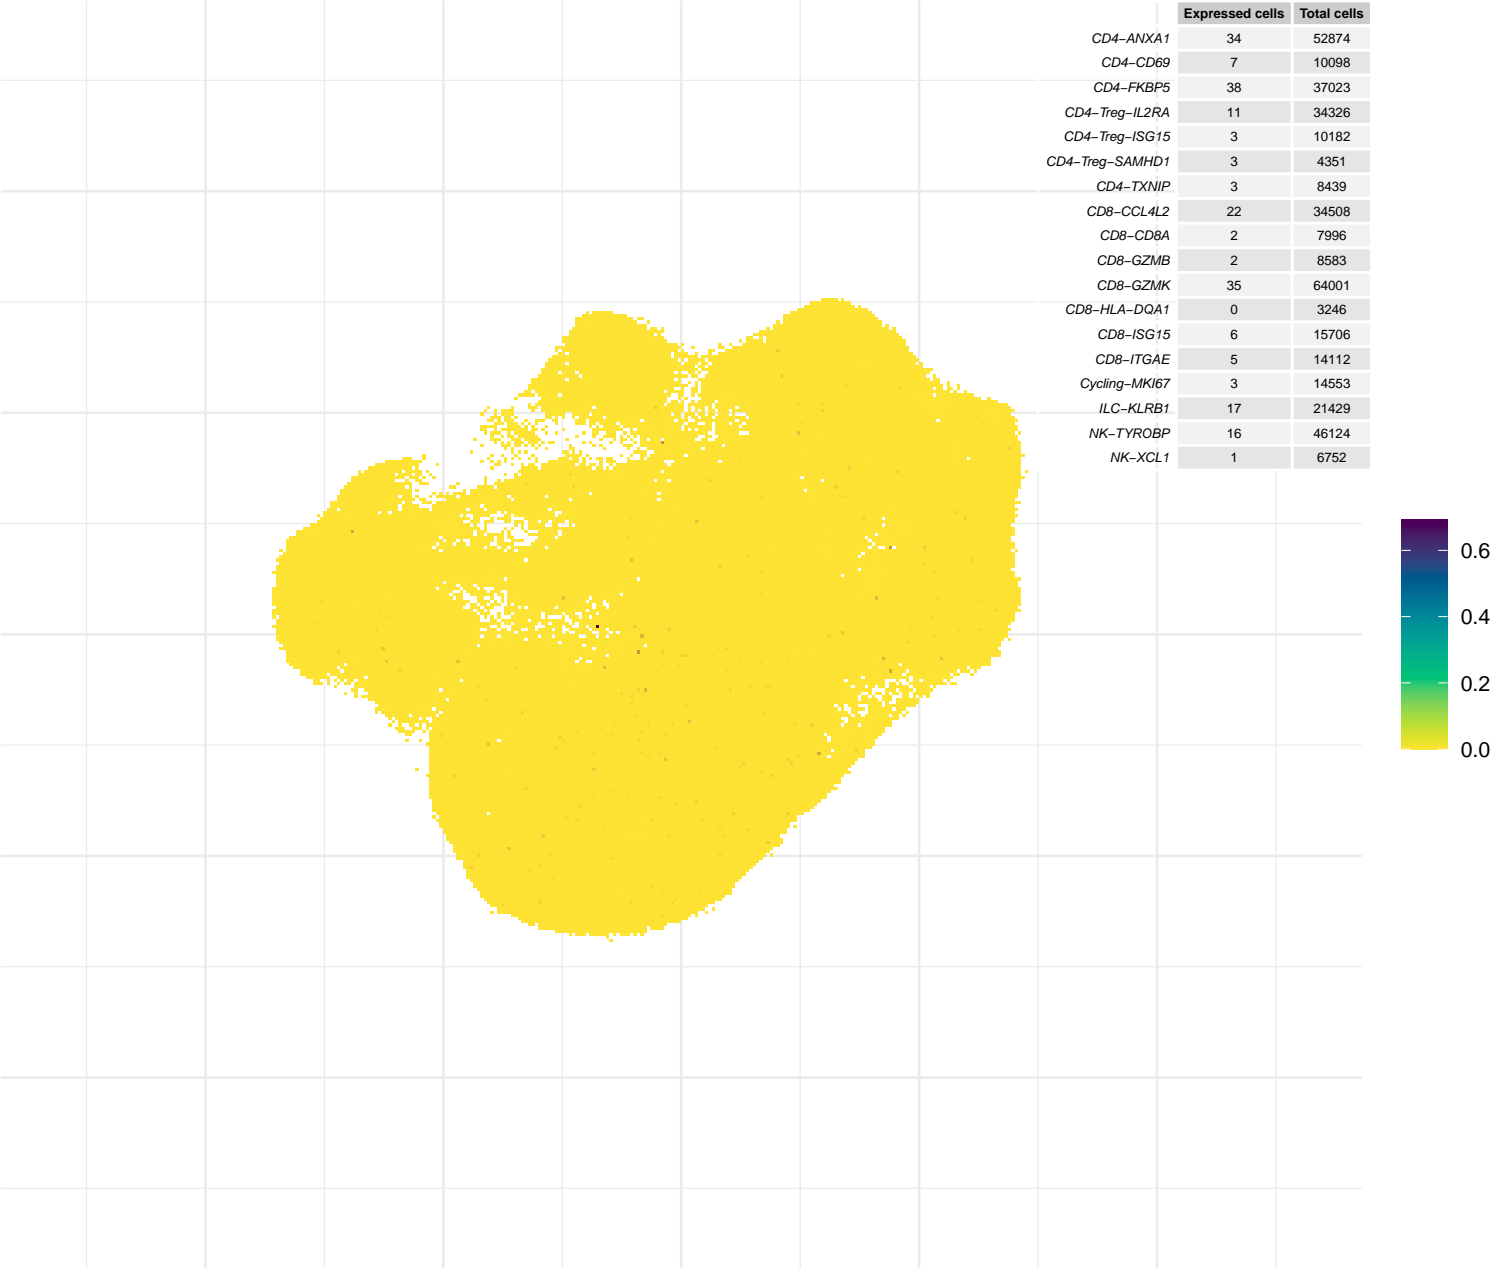 Expressed cells Total cells
CD4−ANXA1 34 52874
CD4−CD69 7 10098
CD4−FKBP5 38 37023
CD4−Treg−IL2RA 11 34326
CD4−Treg−ISG15 3 10182
CD4−Treg−SAMHD1 3 4351
CD4−TXNIP 3 8439
CD8−CCL4L2 22 34508
CD8−CD8A 2 7996
CD8−GZMB 2 8583
CD8−GZMK 35 64001
CD8−HLA−DQA1 0 3246
CD8−ISG15 6 15706
CD8−ITGAE 5 14112
Cycling−MKI67 3 14553
ILC−KLRB1 17 21429
NK−TYROBP 16 46124
NK−XCL1 1 6752
0.6
0.4
0.2
0.0